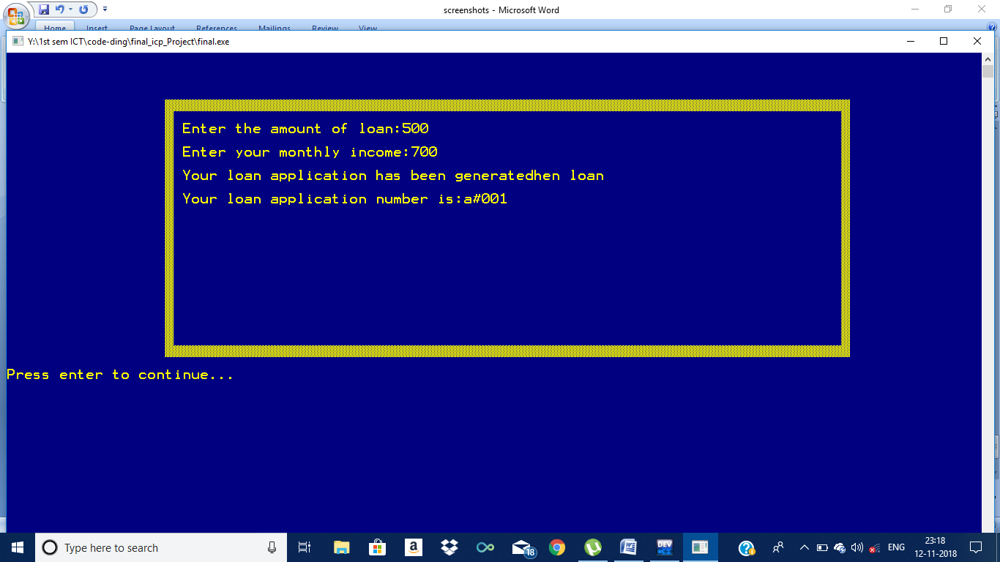 screenshots - Microsoft Word
Home Insert Page Layout References Mailings Review View
Y:\1st sem ICT\code-ding\final_icp_Project\final.exe
Enter the amount of loan:500
Enter your monthly income:700
Your loan application has been generatedhen loan
Your loan application number is:a#001
Press enter to continue...
Type here to search
a
18
DEV
ENG
23:18
12-11-2018